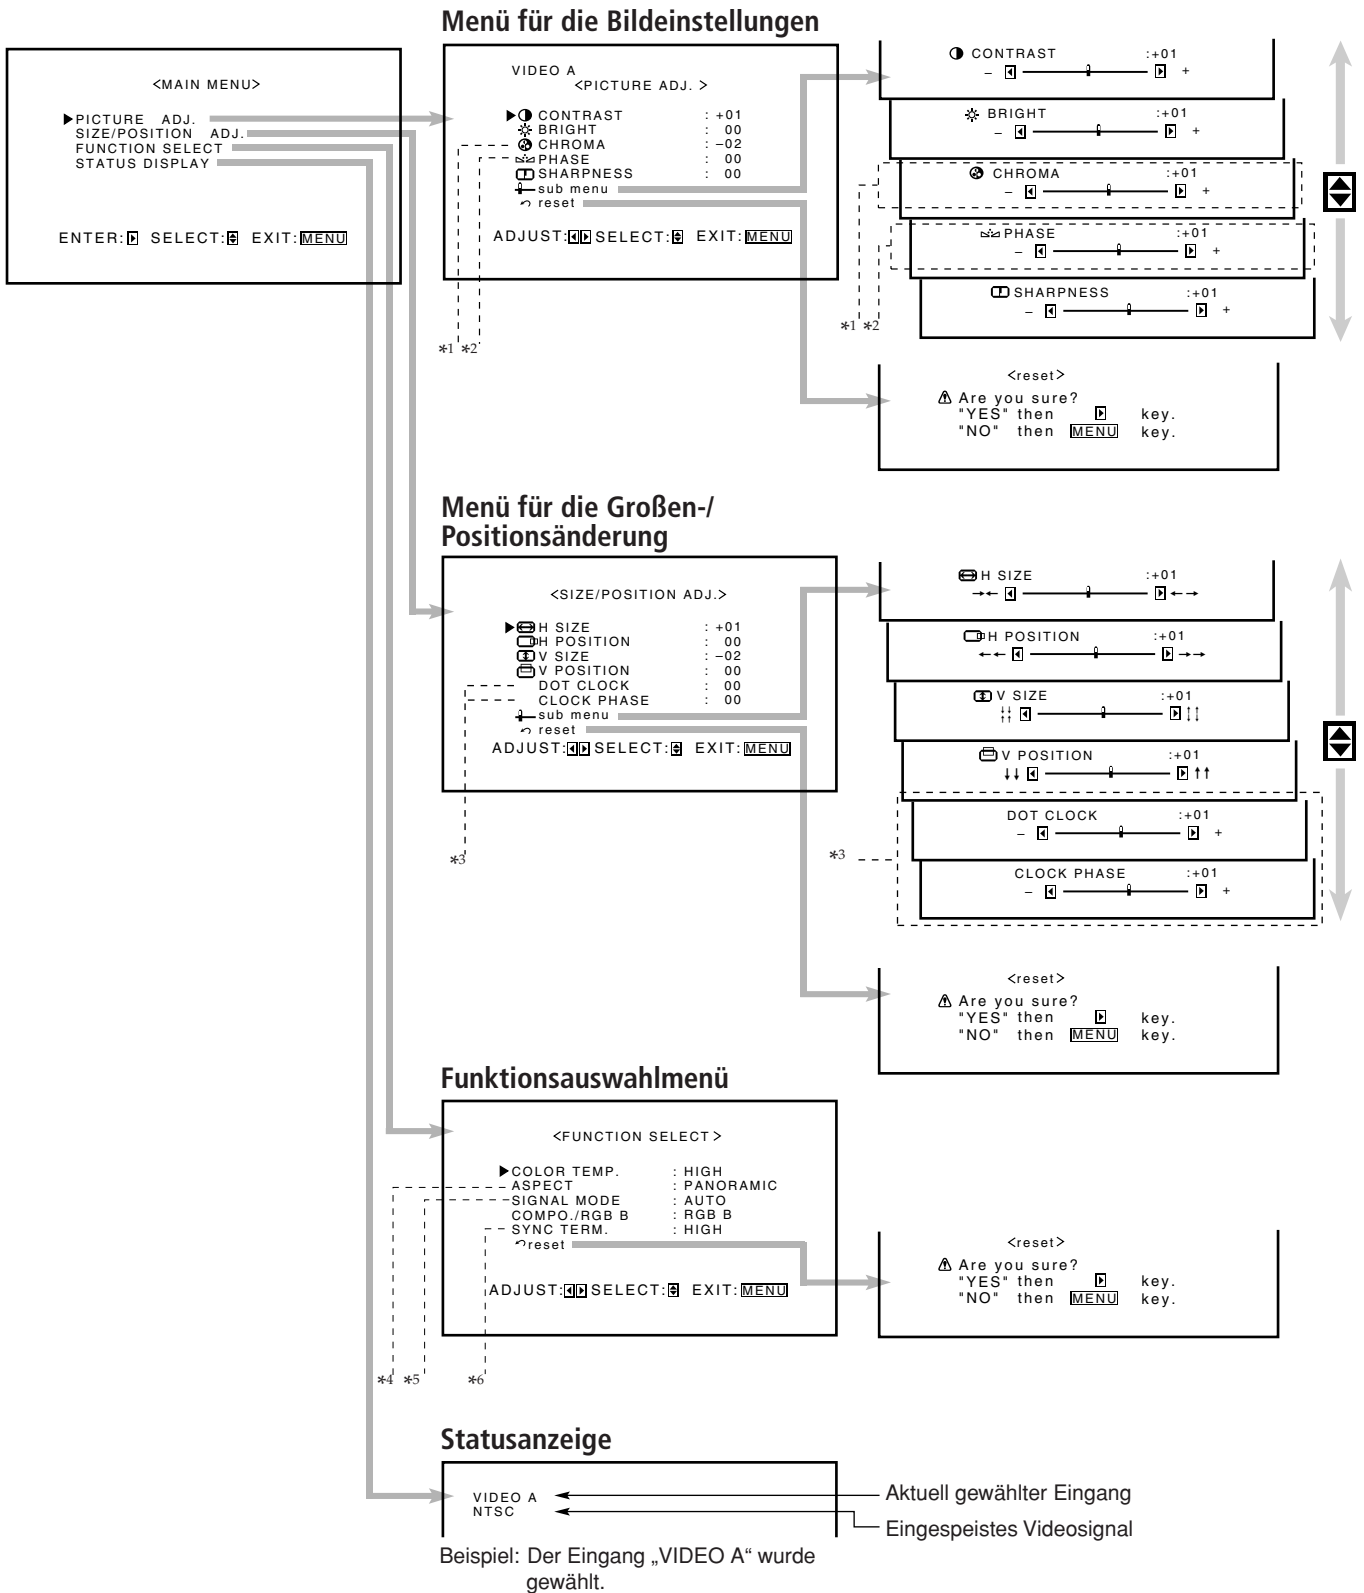 Menü für die Bildeinstellungen
<MAIN MENU>
PICTURE ADJ.
SIZE/POSITION ADJ.
FUNCTION SELECT
STATUS DISPLAY
ENTER: SELECT: EXIT: MENU
VIDEO A
<PICTURE ADJ. >
CONTRAST : +01
BRIGHT : 00
CHROMA : –02
PHASE : 00
SHARPNESS : 00
sub menu
reset
ADJUST: SELECT: EXIT: MENU
*1 *2
CONTRAST :+01
– +
BRIGHT :+01
– +
CHROMA :+01
– +
PHASE :+01
– +
SHARPNESS :+01
– +
*1 *2
<reset>
Are you sure?
"YES" then key.
"NO" then MENU key.
Menü für die Großen-/
Positionsänderung
<SIZE/POSITION ADJ.>
H SIZE : +01
H POSITION : 00
V SIZE : –02
V POSITION : 00
DOT CLOCK : 00
CLOCK PHASE : 00
sub menu
reset
ADJUST: SELECT: EXIT: MENU
*3
H SIZE :+01
→← ←→
H POSITION :+01
←← →→
V SIZE :+01
V POSITION :+01
↓↓ ↑↑
DOT CLOCK :+01
– +
CLOCK PHASE :+01
– +
*3
<reset>
Are you sure?
"YES" then key.
"NO" then MENU key.
Funktionsauswahlmenü
<FUNCTION SELECT>
COLOR TEMP. : HIGH
ASPECT : PANORAMIC
SIGNAL MODE : AUTO
COMPO./RGB B : RGB B
SYNC TERM. : HIGH
reset
ADJUST: SELECT: EXIT: MENU
*4 *5 *6
<reset>
Are you sure?
"YES" then key.
"NO" then MENU key.
Statusanzeige
VIDEO A
NTSC
Aktuell gewählter Eingang
Eingespeistes Videosignal
Beispiel: Der Eingang „VIDEO A“ wurde
gewählt.